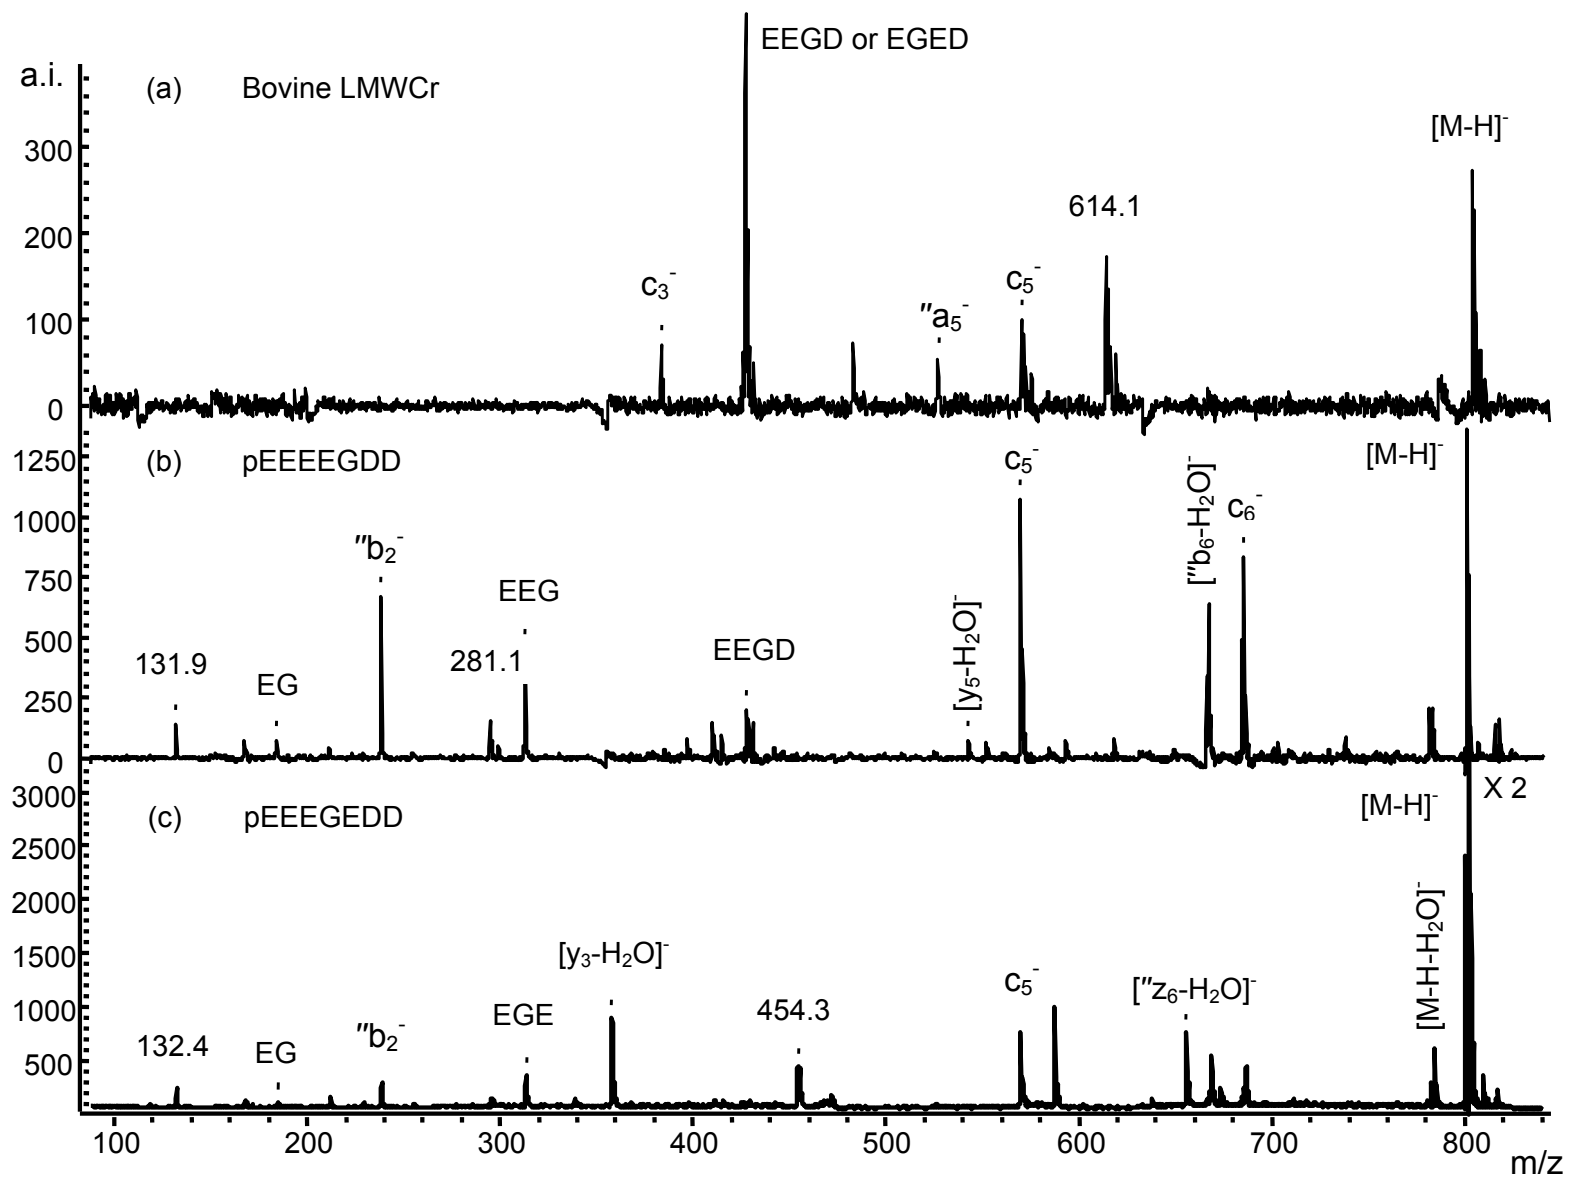 EEGD or EGED
a.i.
(a) Bovine LMWCr
[M-H]⁻
300
614.1
200
c₃⁻
c₅⁻
"a₅⁻
100
0
1250
(b) pEEEEGDD
c₅⁻
["b₆-H₂O]⁻
c₆⁻
[M-H]⁻
1000
"b₂⁻
750
EEG
[y₅-H₂O]⁻
500
131.9
281.1
EEGD
EG
250
0
X 2
3000
(c) pEEEGEDD
[M-H]⁻
2500
[M-H-H₂O]⁻
2000
[y₃-H₂O]⁻
1500
c₅⁻
["z₆-H₂O]⁻
1000
132.4
EG
"b₂⁻
EGE
454.3
500
100 200 300 400 500 600 700 800
m/z